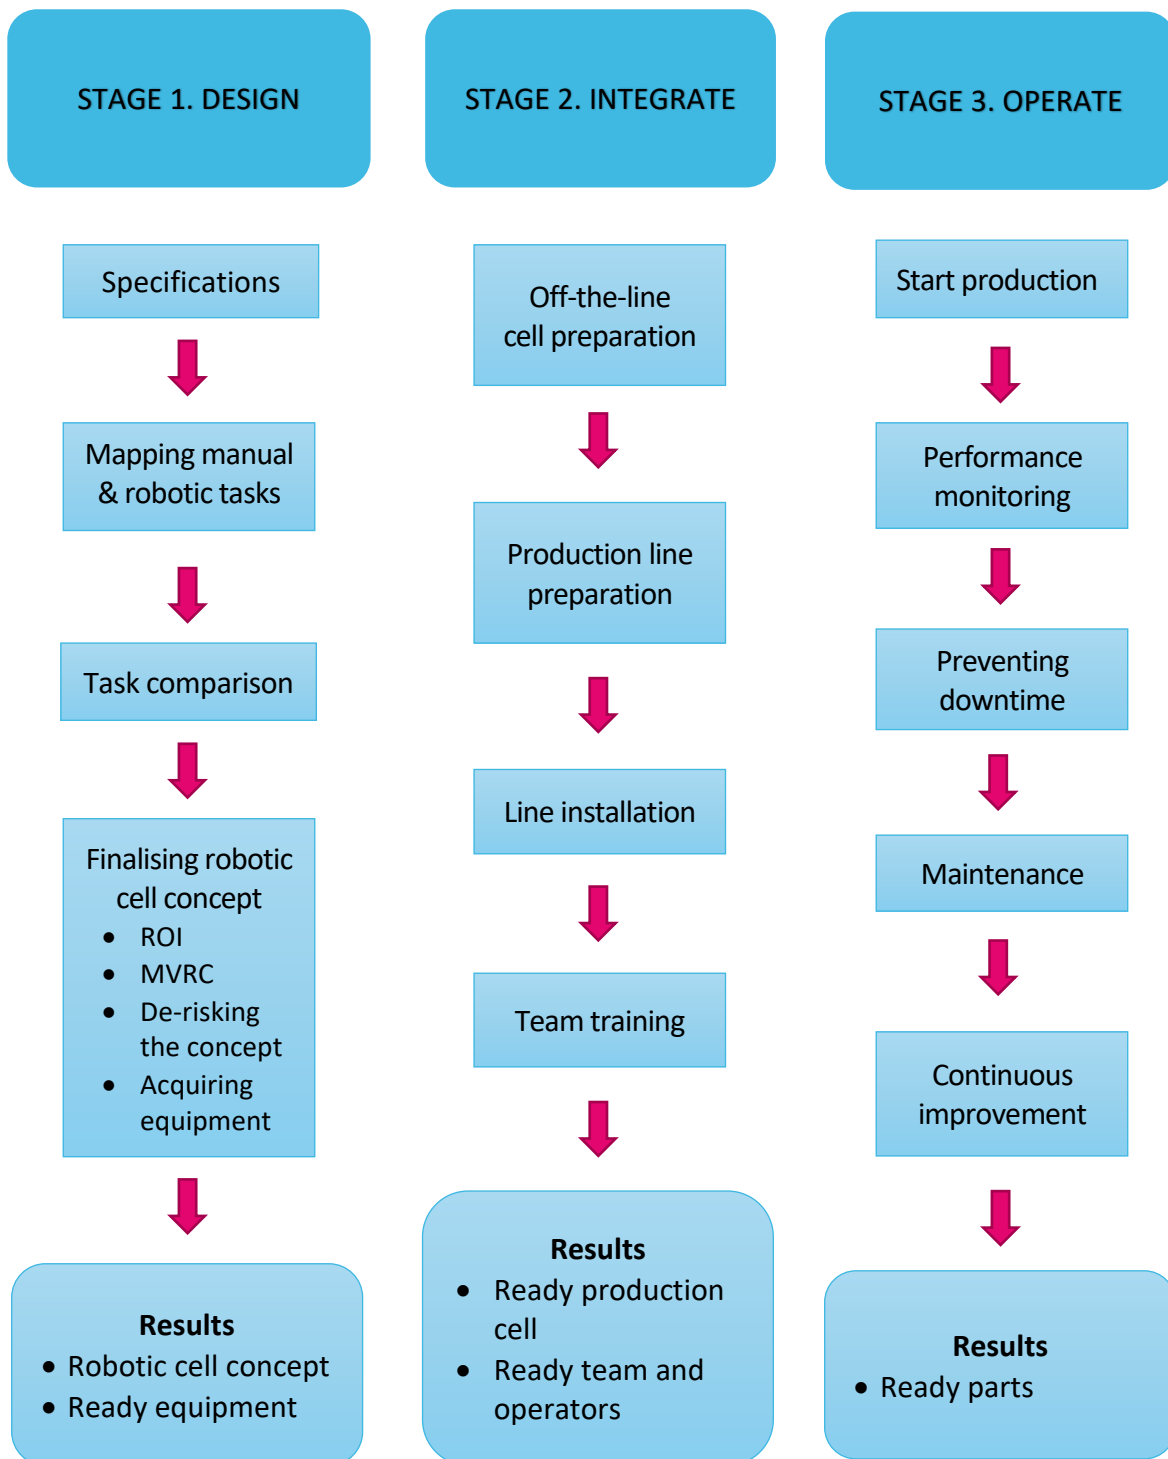 STAGE 1. DESIGN
Specifications
Mapping manual
& robotic tasks
Task comparison
Finalising robotic
cell concept
• ROI
• MVRC
• De-risking
the concept
• Acquiring
equipment
Results
• Robotic cell concept
• Ready equipment
STAGE 2. INTEGRATE
Off-the-line
cell preparation
Production line
preparation
Line installation
Team training
Results
• Ready production
cell
• Ready team and
operators
STAGE 3. OPERATE
Start production
Performance
monitoring
Preventing
downtime
Maintenance
Continuous
improvement
Results
• Ready parts